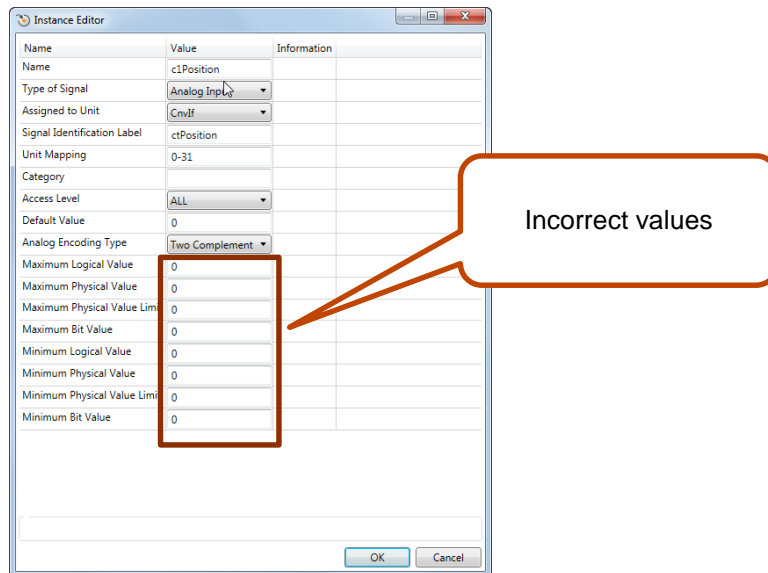 Instance Editor
Name Value Information
Name c1Position
Type of Signal Analog Input
Assigned to Unit CnvIf
Signal Identification Label ctPosition
Unit Mapping 0-31
Category
Access Level ALL
Default Value 0
Analog Encoding Type Two Complement
Maximum Logical Value 0
Maximum Physical Value 0
Maximum Physical Value Limi 0
Maximum Bit Value 0
Minimum Logical Value 0
Minimum Physical Value 0
Minimum Physical Value Limi 0
Minimum Bit Value 0
Incorrect values
OK Cancel